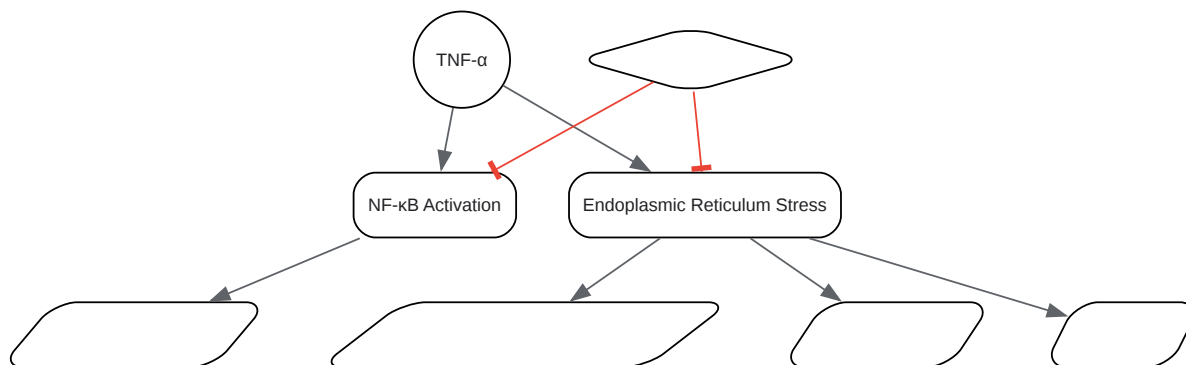 TNF-α
NF-κB Activation
Endoplasmic Reticulum Stress